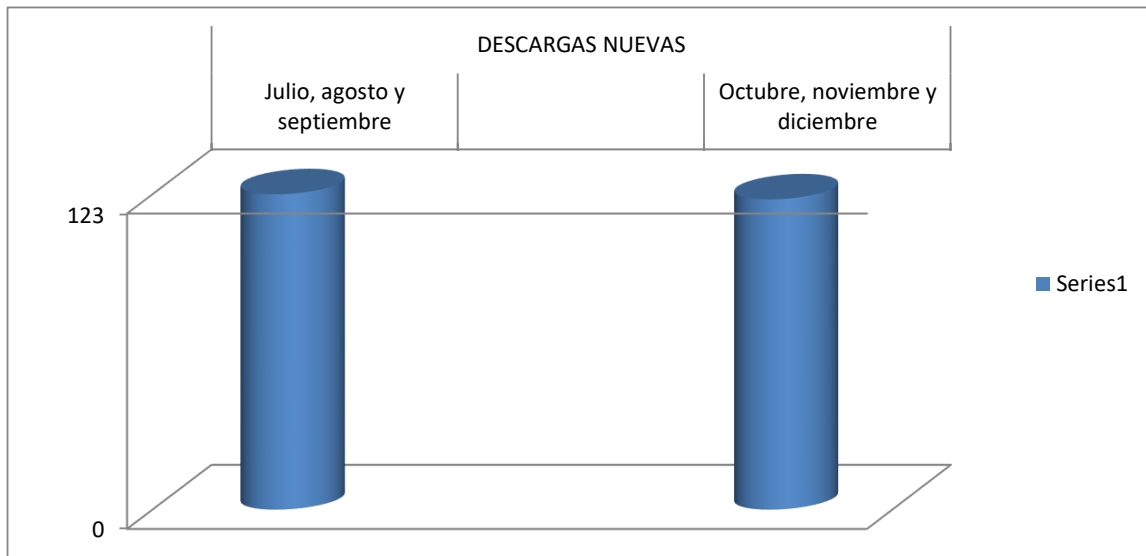 DESCARGAS NUEVAS
Julio, agosto y
septiembre
Octubre, noviembre y
diciembre
123
Series1
0